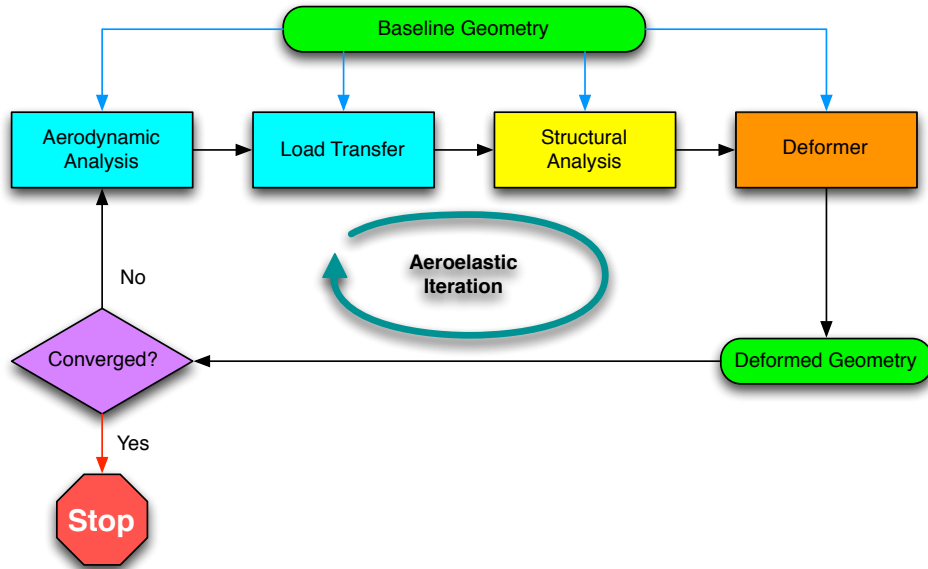 Baseline Geometry
Aerodynamic
Analysis
Load Transfer
Structural
Analysis
Deformer
Aeroelastic
Iteration
No
Converged?
Deformed Geometry
Yes
Stop